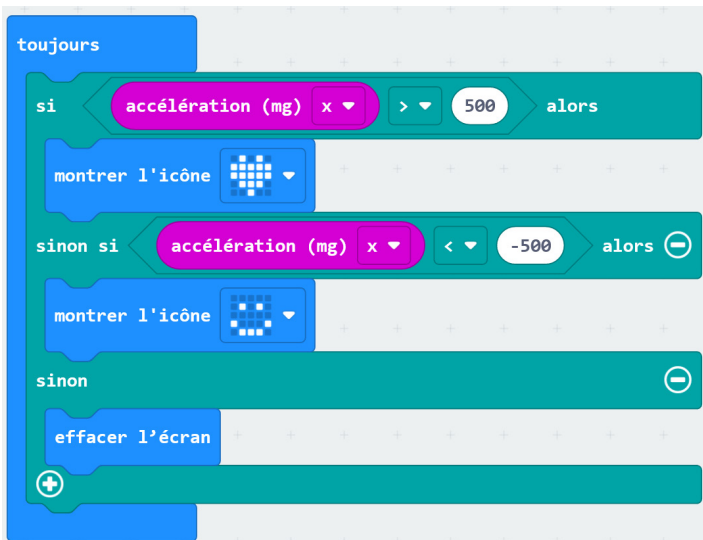 toujours
si accélération (mg) x > 500 alors
montrer l'icône
sinon si accélération (mg) x < -500 alors
montrer l'icône
sinon
effacer l’écran